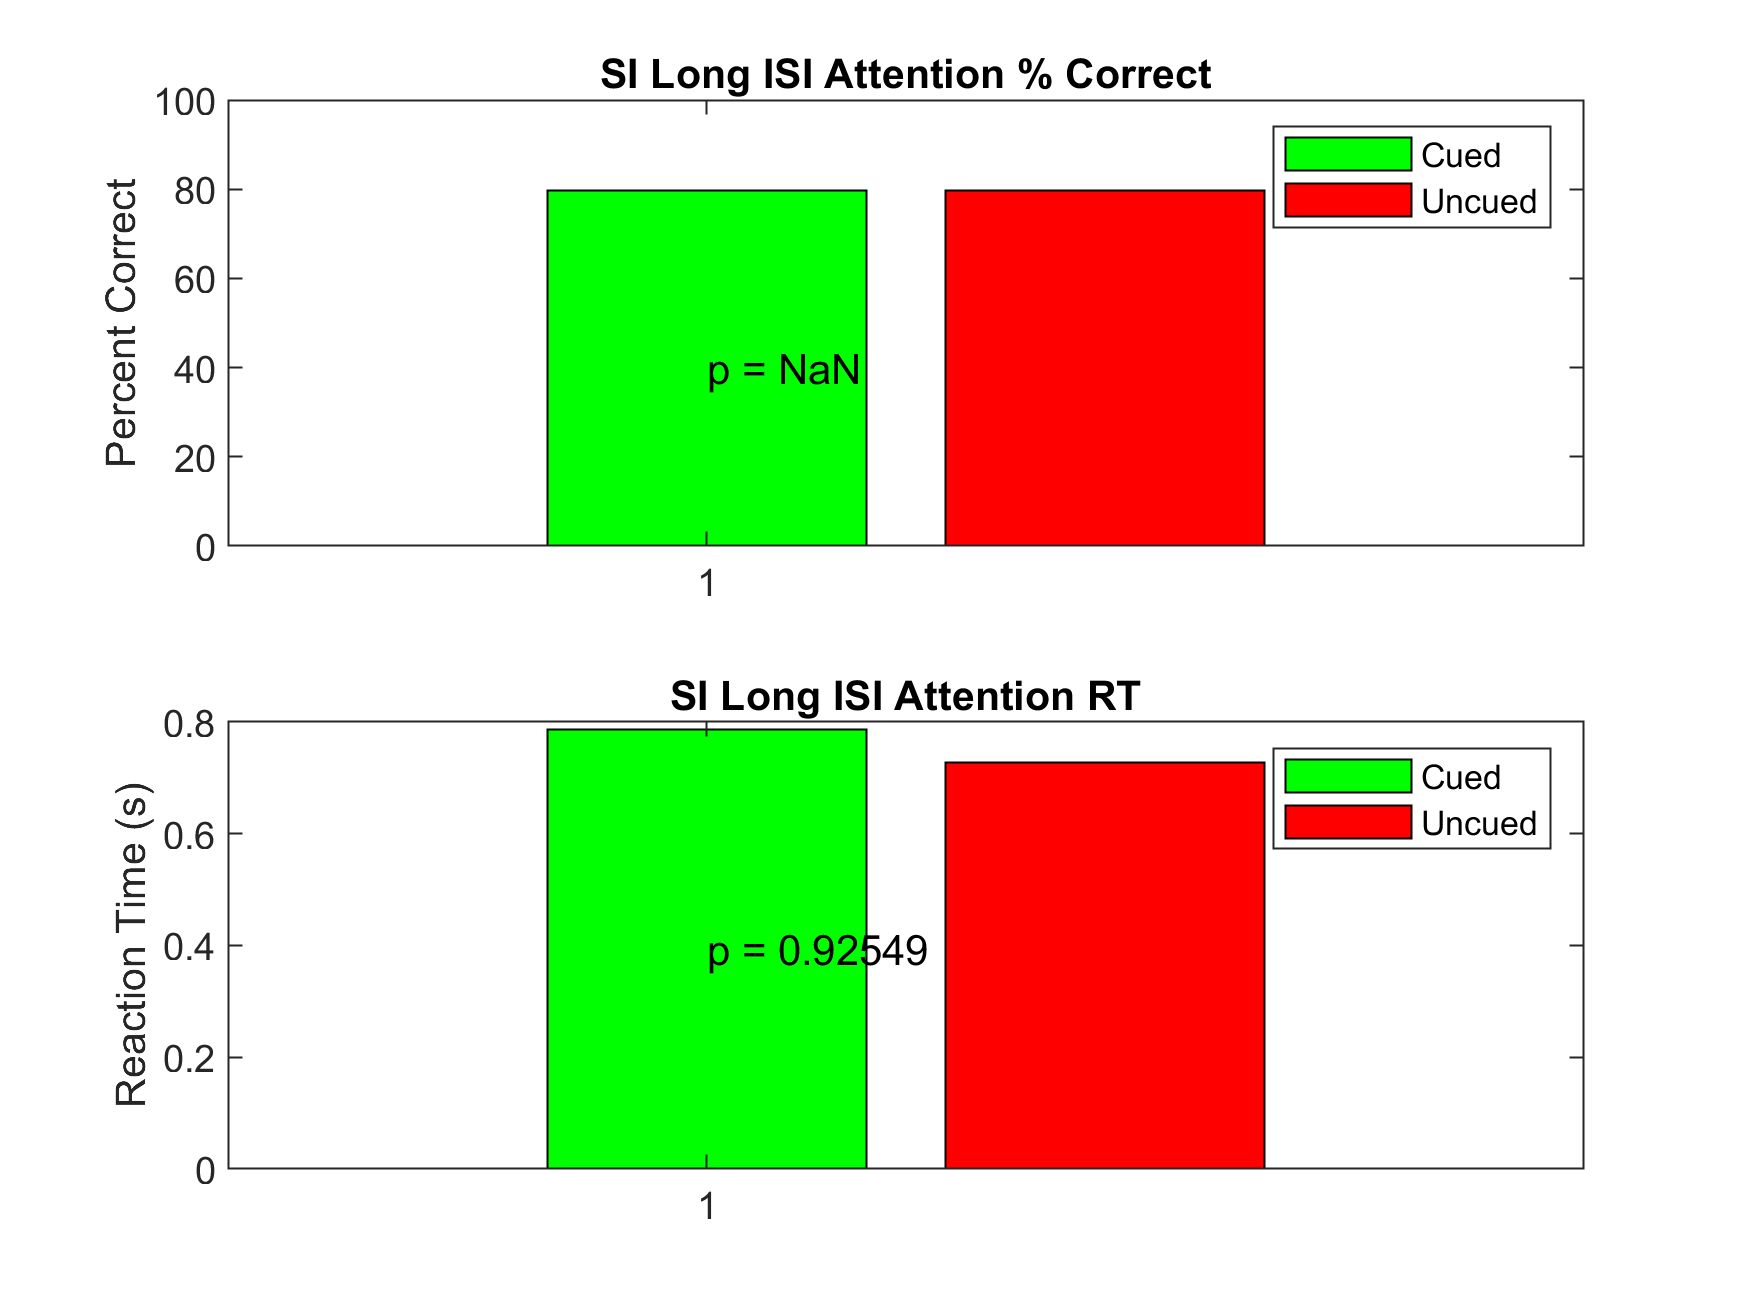 SI Long ISI Attention % Correct
100
80
60
40
20
0
Percent Correct
Cued
Uncued
p = NaN
1
SI Long ISI Attention RT
0.8
0.6
0.4
0.2
0
Reaction Time (s)
Cued
Uncued
p = 0.92549
1